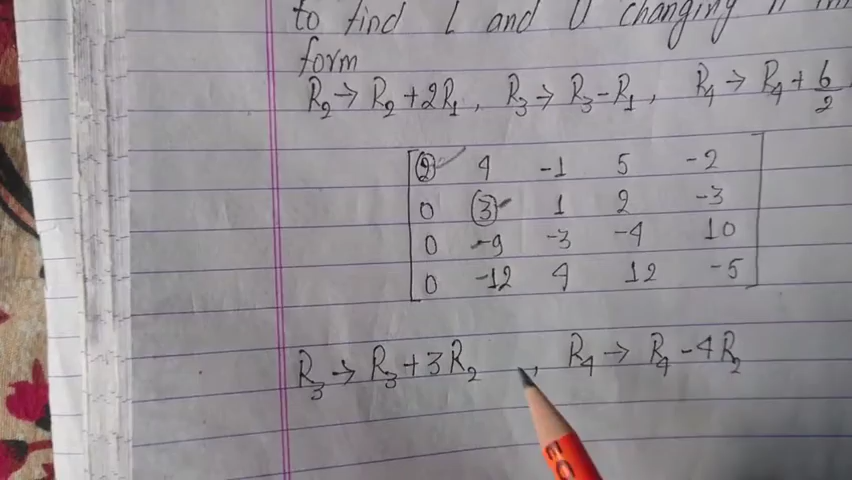 to find L and U changing it in
form
R₂ → R₂ + 2R₁ , R₃ → R₃ - R₁ , R₄ → R₄ + 6/2
2 4 -1 5 -2
0 3 1 2 -3
0 -9 -3 -4 10
0 -12 4 12 -5
R₃ → R₃ + 3R₂ , R₄ → R₄ - 4R₂